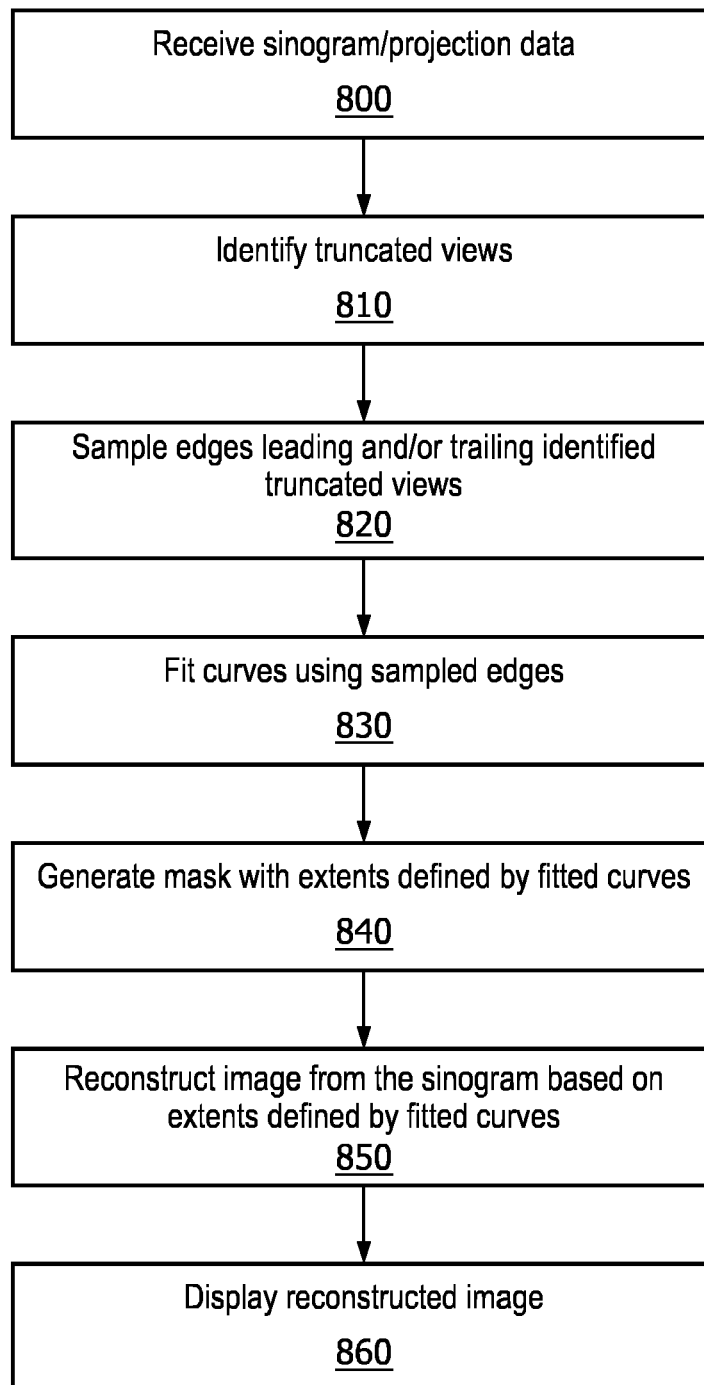 Receive sinogram/projection data
800
Identify truncated views
810
Sample edges leading and/or trailing identified
truncated views
820
Fit curves using sampled edges
830
Generate mask with extents defined by fitted curves
840
Reconstruct image from the sinogram based on
extents defined by fitted curves
850
Display reconstructed image
860